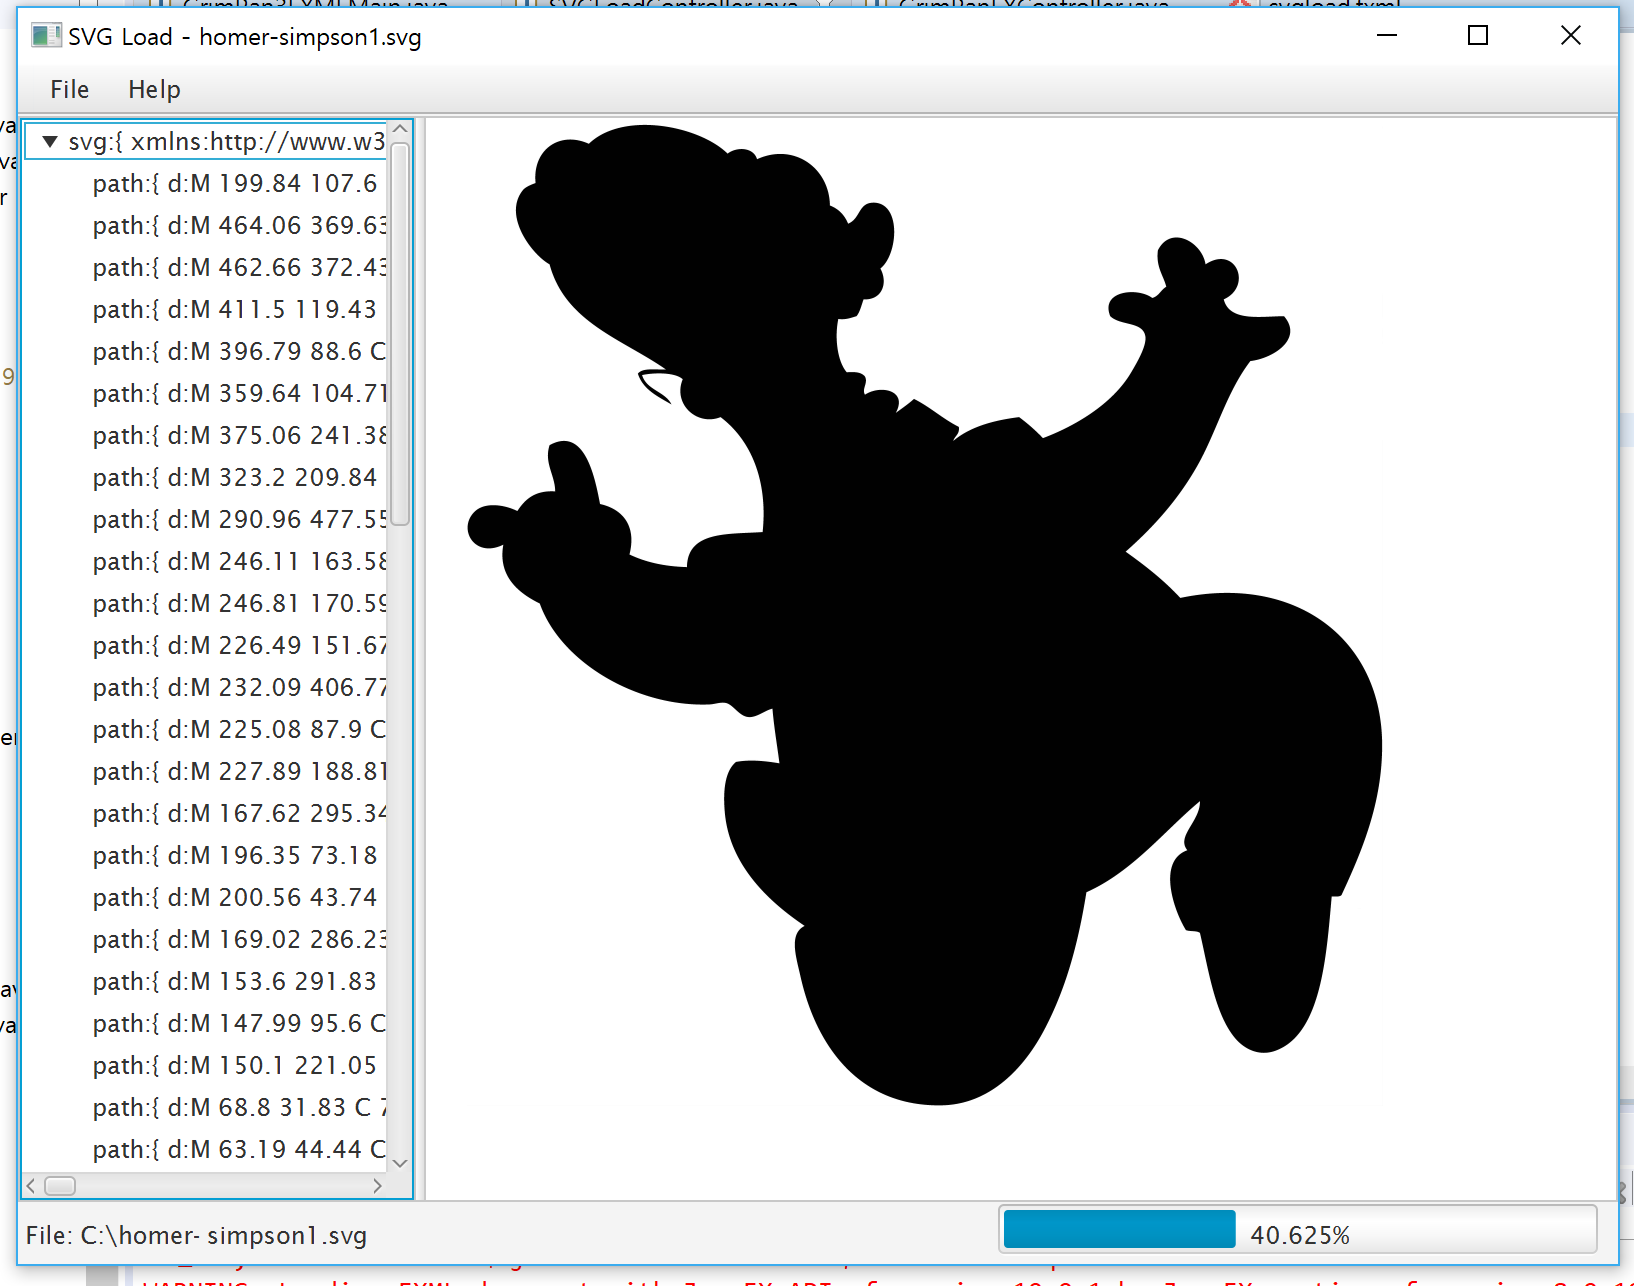 SVG Load - homer-simpson1.svg
File Help
svg:{ xmlns:http://www.w3
path:{ d:M 199.84 107.6
path:{ d:M 464.06 369.63
path:{ d:M 462.66 372.43
path:{ d:M 411.5 119.43
path:{ d:M 396.79 88.6 C
path:{ d:M 359.64 104.71
path:{ d:M 375.06 241.38
path:{ d:M 323.2 209.84
path:{ d:M 290.96 477.55
path:{ d:M 246.11 163.58
path:{ d:M 246.81 170.59
path:{ d:M 226.49 151.67
path:{ d:M 232.09 406.77
path:{ d:M 225.08 87.9 C
path:{ d:M 227.89 188.81
path:{ d:M 167.62 295.34
path:{ d:M 196.35 73.18
path:{ d:M 200.56 43.74
path:{ d:M 169.02 286.23
path:{ d:M 153.6 291.83
path:{ d:M 147.99 95.6 C
path:{ d:M 150.1 221.05
path:{ d:M 68.8 31.83 C 7
path:{ d:M 63.19 44.44 C
File: C:\homer- simpson1.svg
40.625%